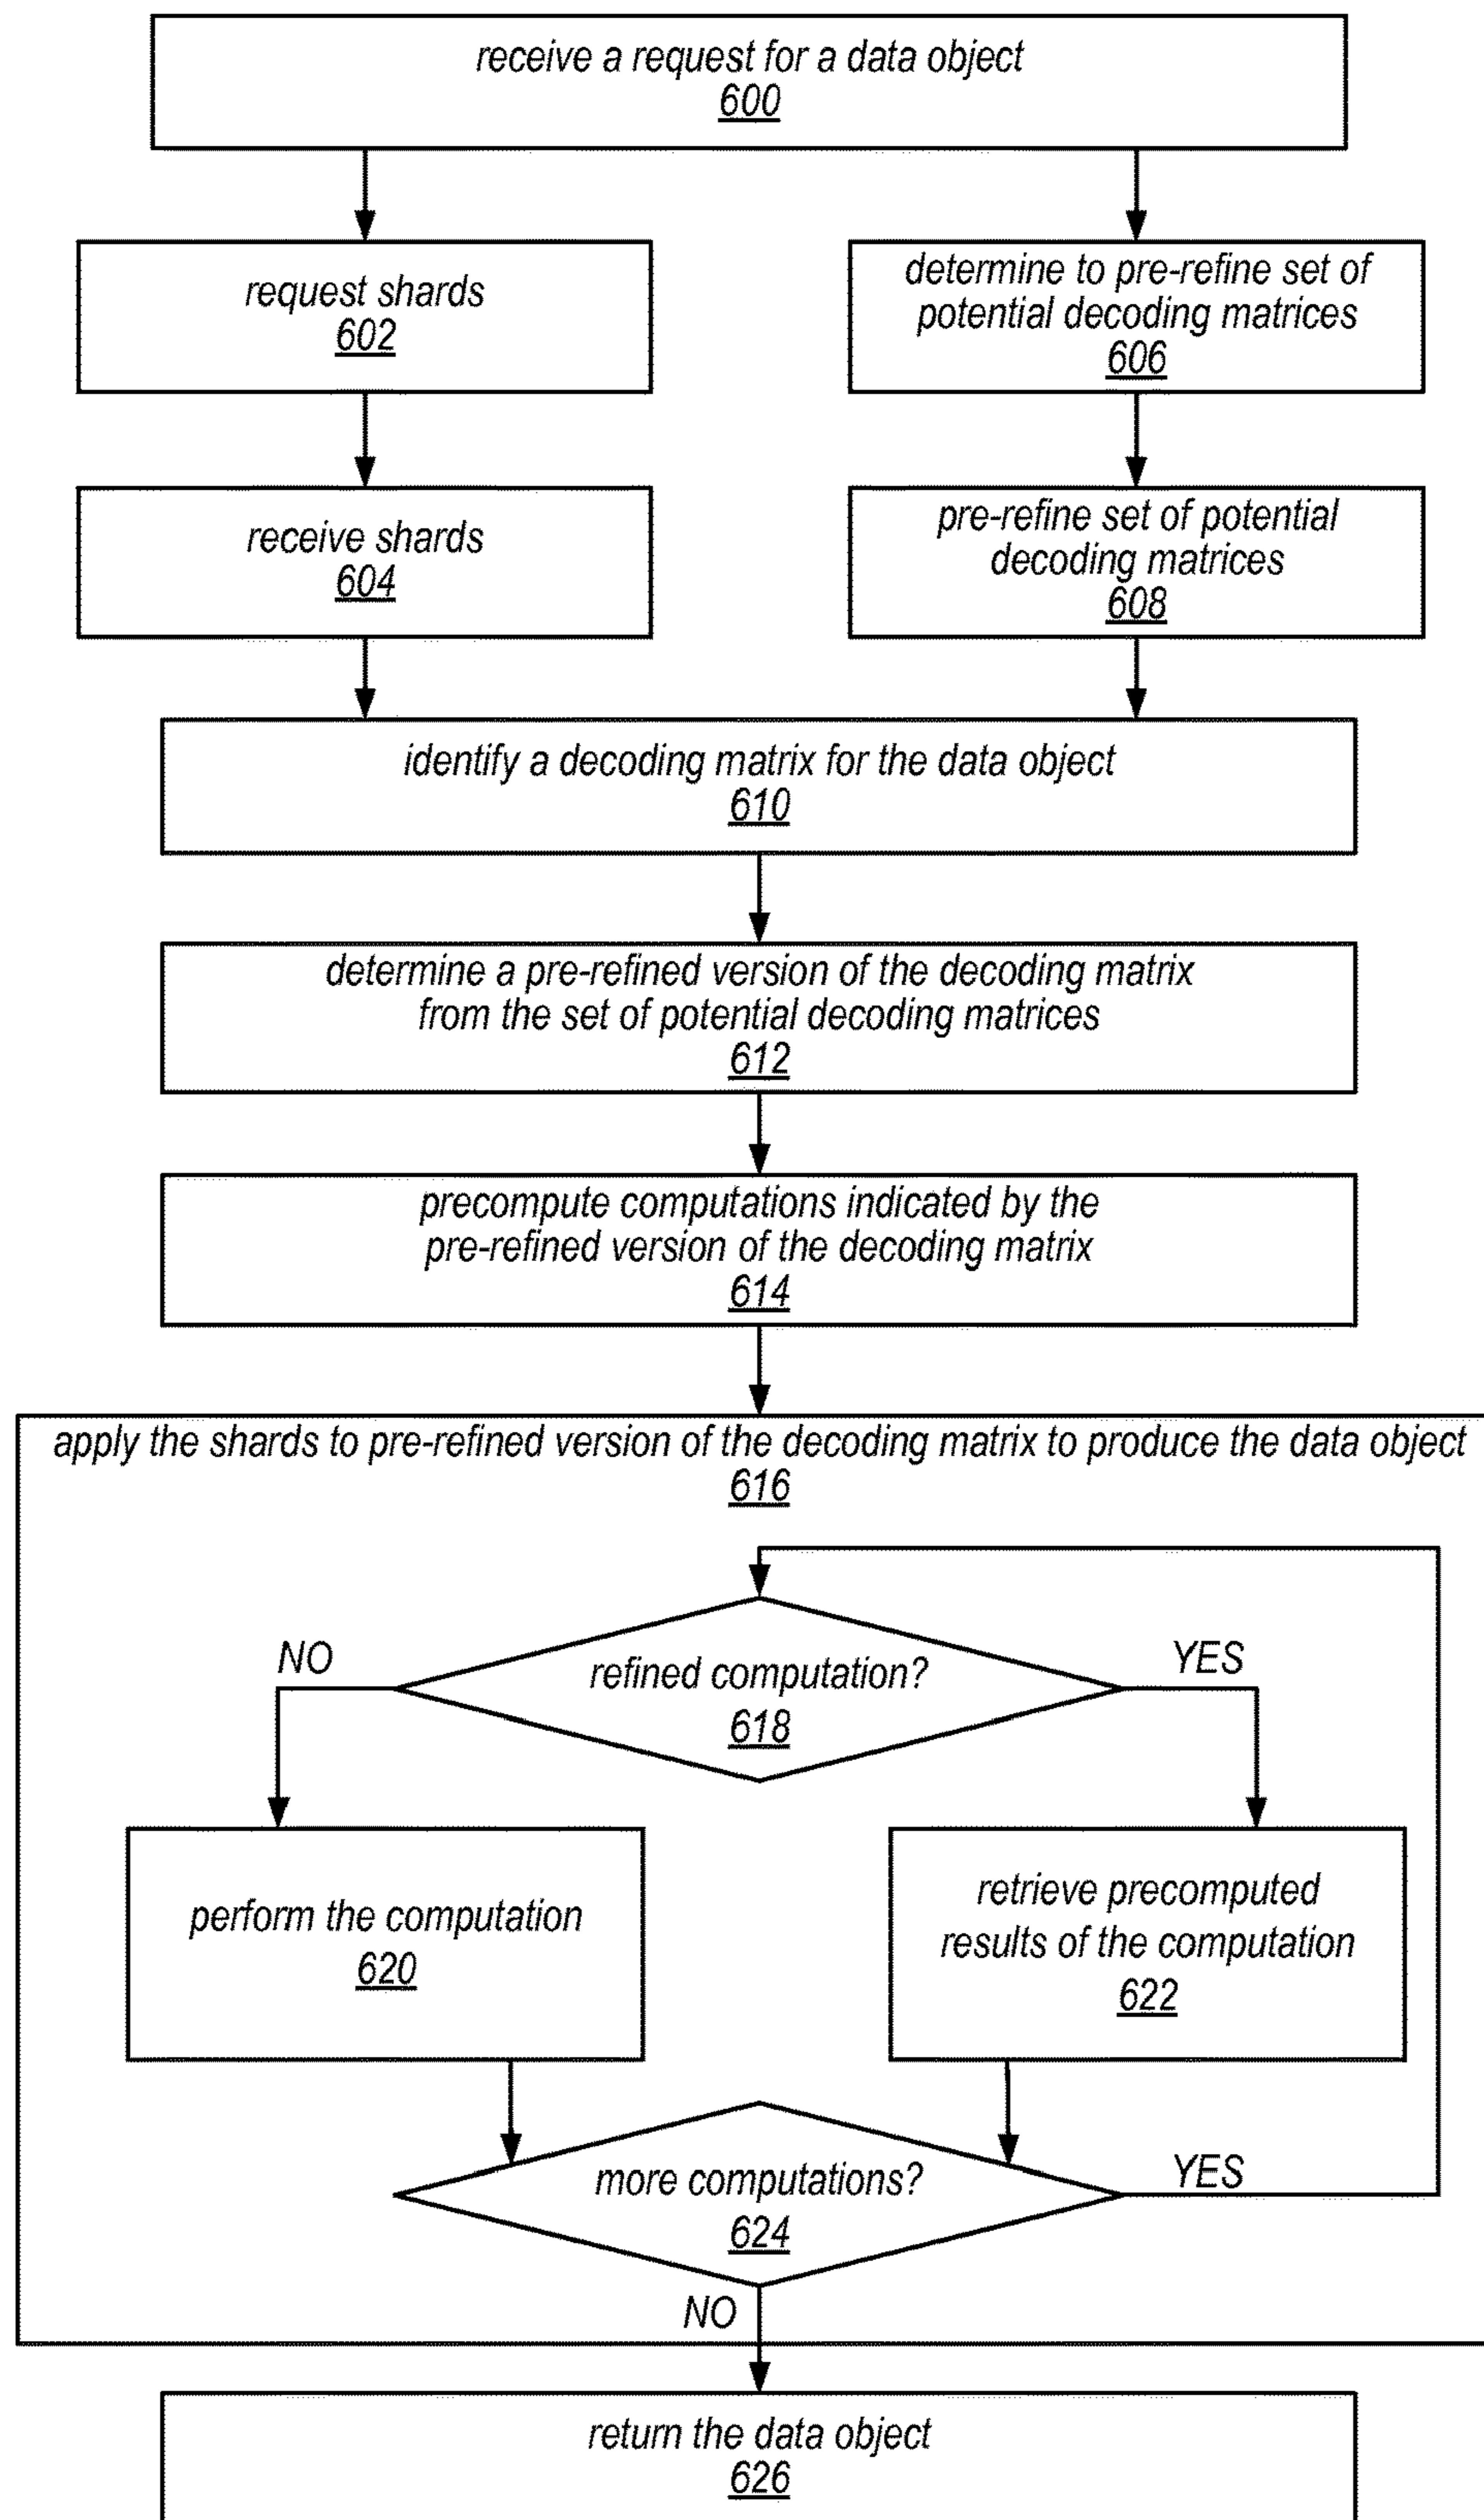 receive a request for a data object
600
request shards
602
determine to pre-refine set of
potential decoding matrices
606
receive shards
604
pre-refine set of potential
decoding matrices
608
identify a decoding matrix for the data object
610
determine a pre-refined version of the decoding matrix
from the set of potential decoding matrices
612
precompute computations indicated by the
pre-refined version of the decoding matrix
614
apply the shards to pre-refined version of the decoding matrix to produce the data object
616
NO
YES
refined computation?
618
perform the computation
620
retrieve precomputed
results of the computation
622
more computations?
624
YES
NO
return the data object
626